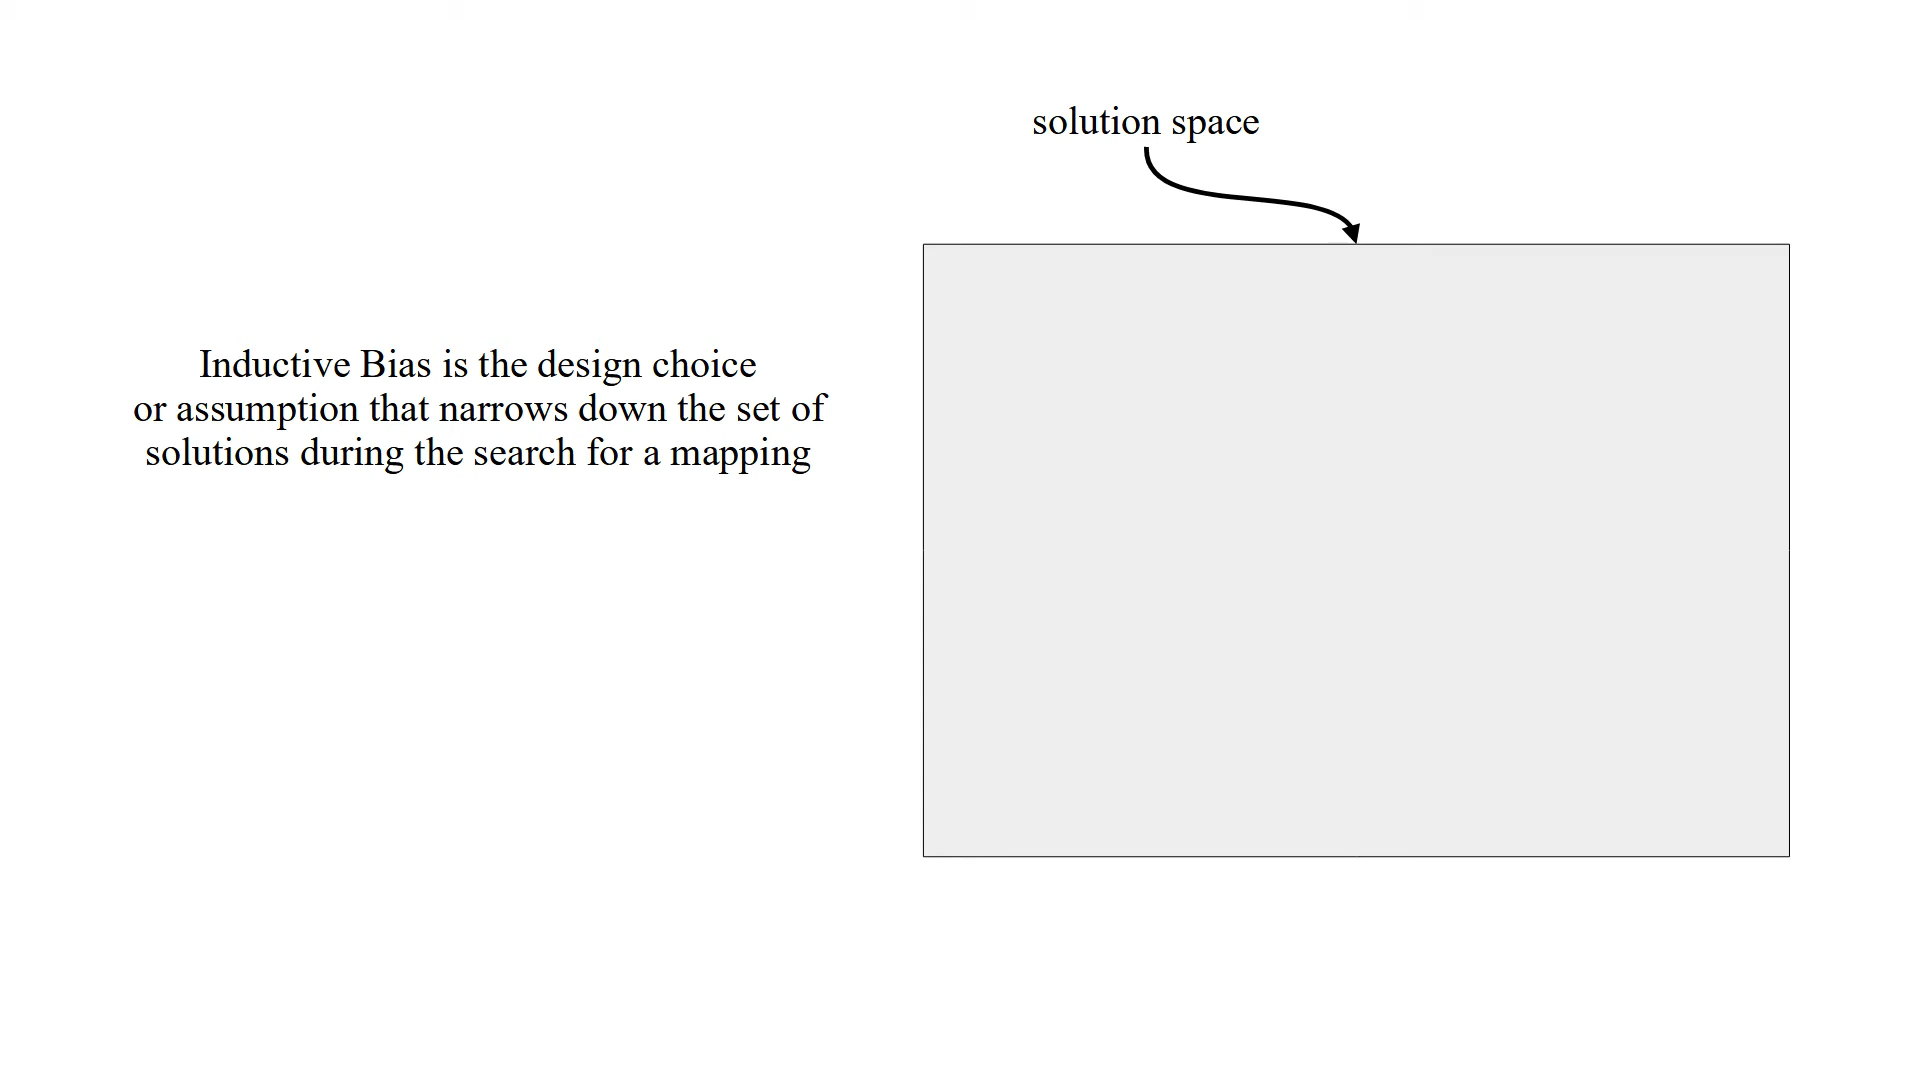 solution space
Inductive Bias is the design choice
or assumption that narrows down the set of
solutions during the search for a mapping